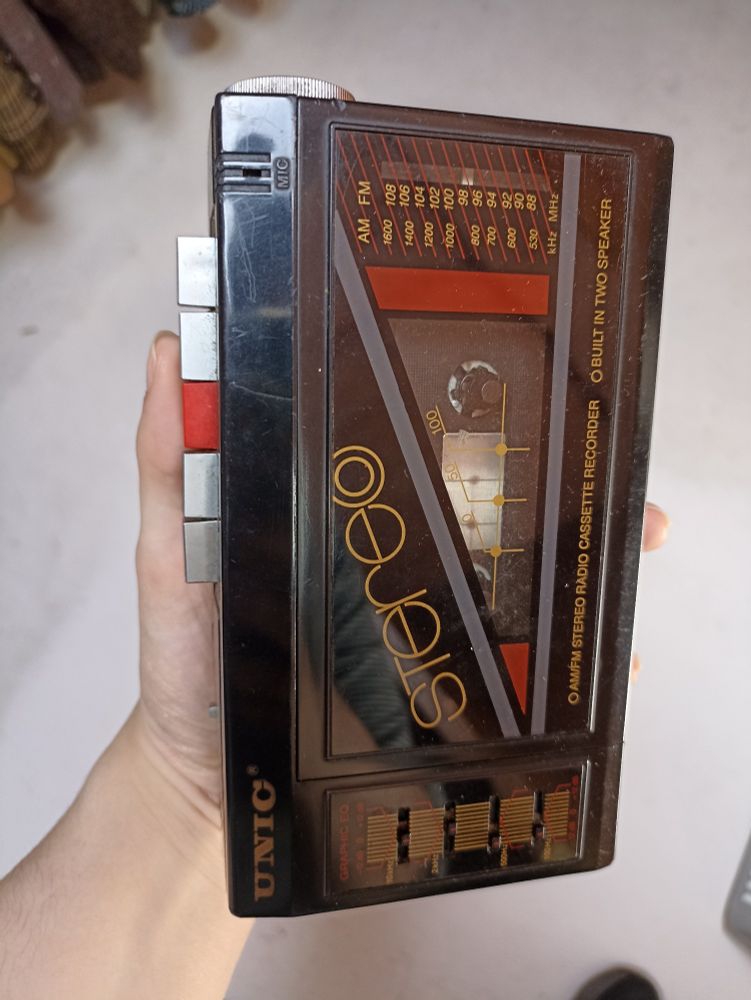 UNIC®
MIC
AM FM
1600 108
106
1400 104
1200 102
1000 100
98
800 96
700 94
600 92
90
530 88
kHz MHz
stereo
50
100
AM/FM STEREO RADIO CASSETTE RECORDER
BUILT IN TWO SPEAKER
GRAPHIC EQ